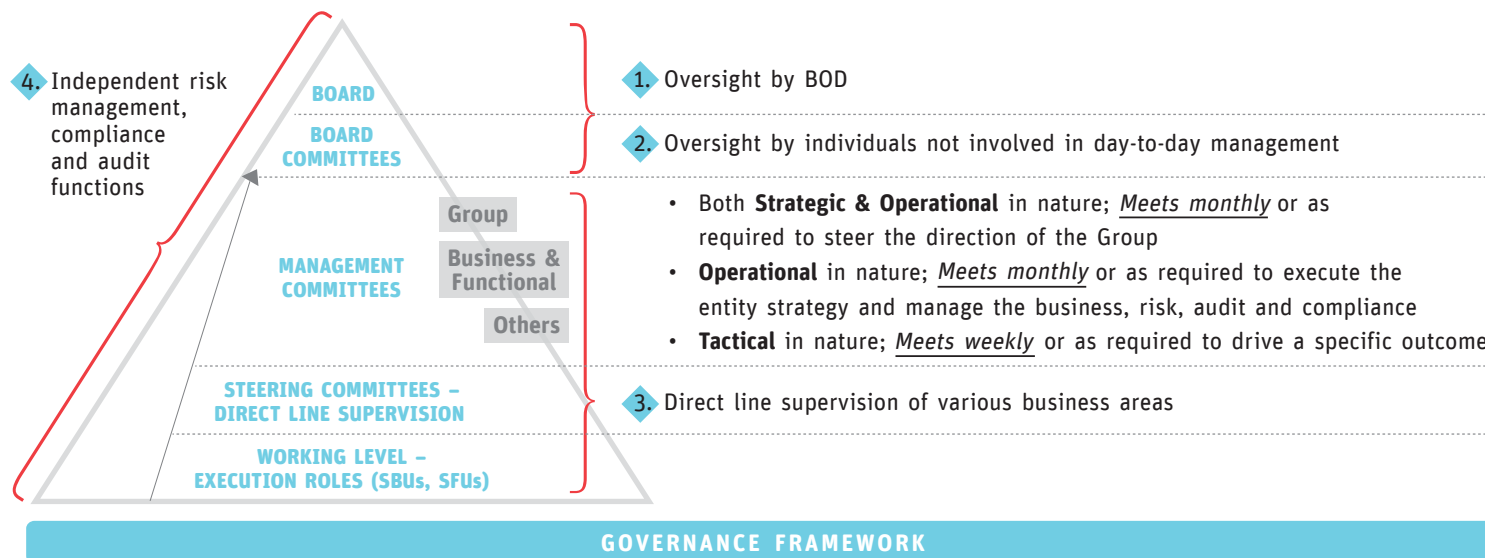 4. Independent risk
management,
compliance
and audit
functions
BOARD
BOARD
COMMITTEES
MANAGEMENT
COMMITTEES
Group
Business &
Functional
Others
STEERING COMMITTEES –
DIRECT LINE SUPERVISION
WORKING LEVEL –
EXECUTION ROLES (SBUs, SFUs)
1. Oversight by BOD
2. Oversight by individuals not involved in day-to-day management
• Both Strategic & Operational in nature; Meets monthly or as
required to steer the direction of the Group
• Operational in nature; Meets monthly or as required to execute the
entity strategy and manage the business, risk, audit and compliance
• Tactical in nature; Meets weekly or as required to drive a specific outcome
3. Direct line supervision of various business areas
GOVERNANCE FRAMEWORK